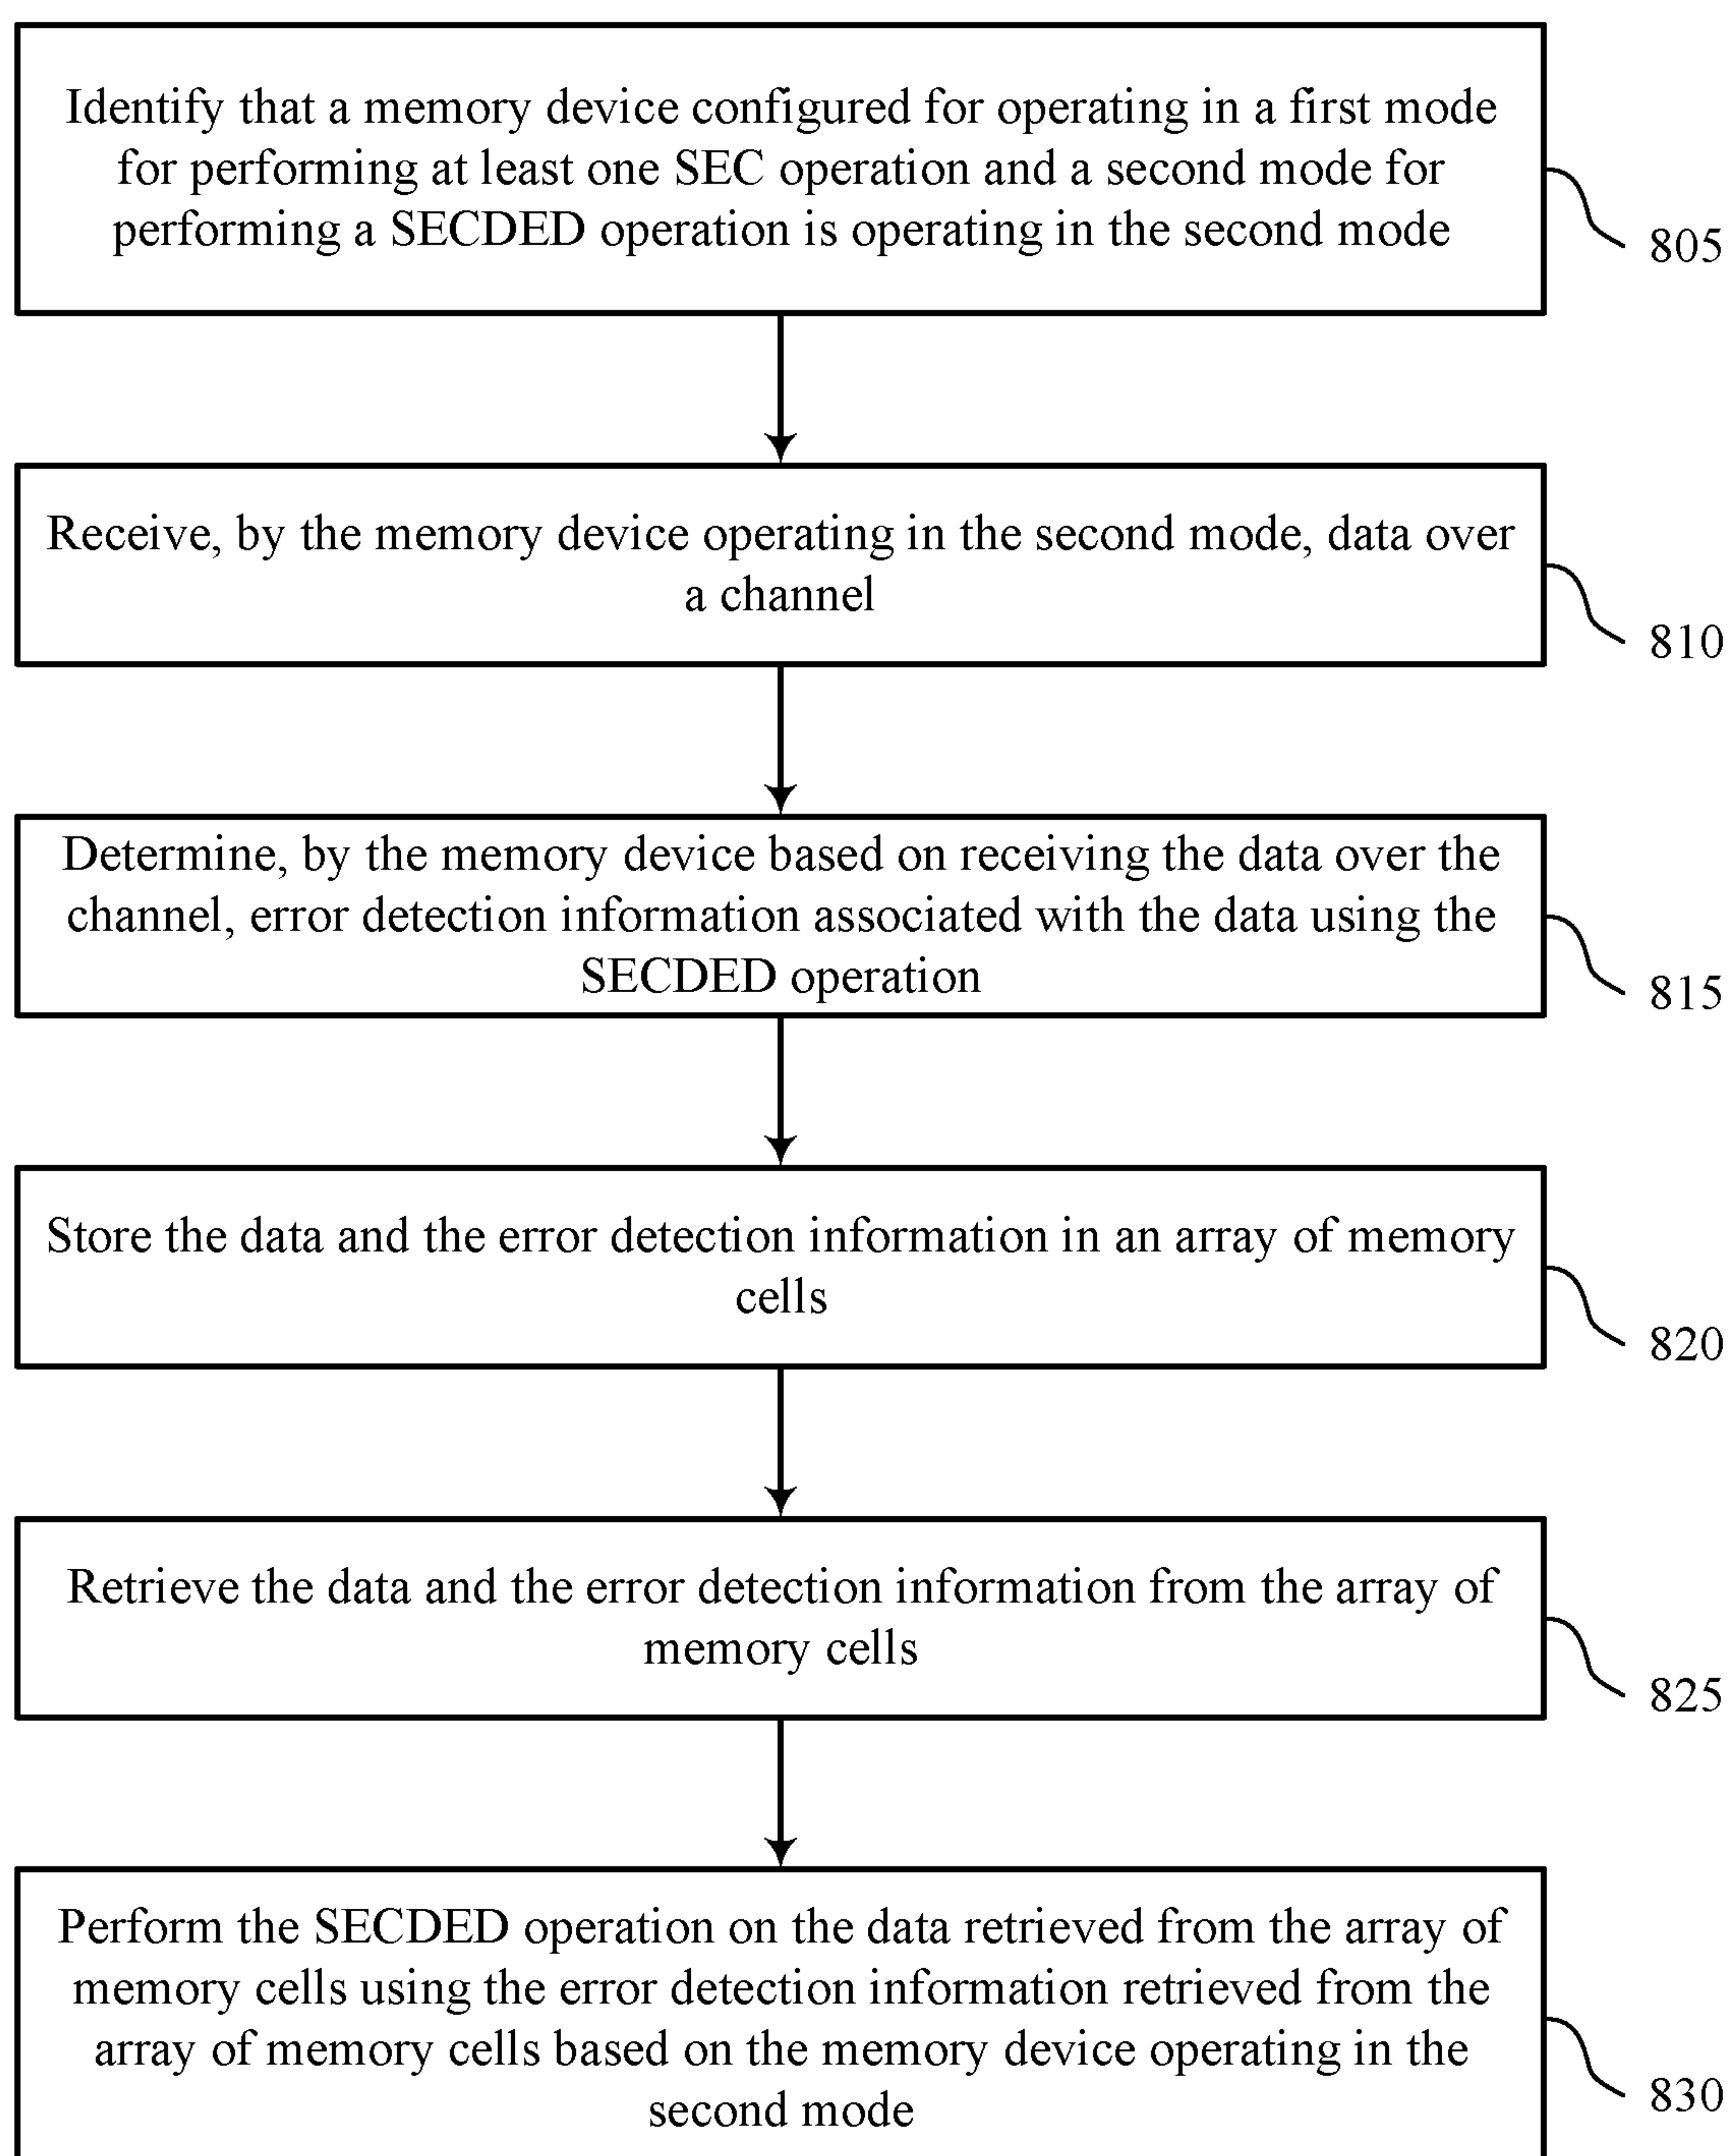 Identify that a memory device configured for operating in a first mode
for performing at least one SEC operation and a second mode for
performing a SECDED operation is operating in the second mode
805
Receive, by the memory device operating in the second mode, data over
a channel
810
Determine, by the memory device based on receiving the data over the
channel, error detection information associated with the data using the
SECDED operation
815
Store the data and the error detection information in an array of memory
cells
820
Retrieve the data and the error detection information from the array of
memory cells
825
Perform the SECDED operation on the data retrieved from the array of
memory cells using the error detection information retrieved from the
array of memory cells based on the memory device operating in the
second mode
830